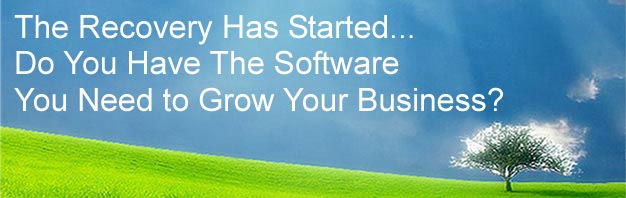 The Recovery Has Started...
Do You Have The Software
You Need to Grow Your Business?